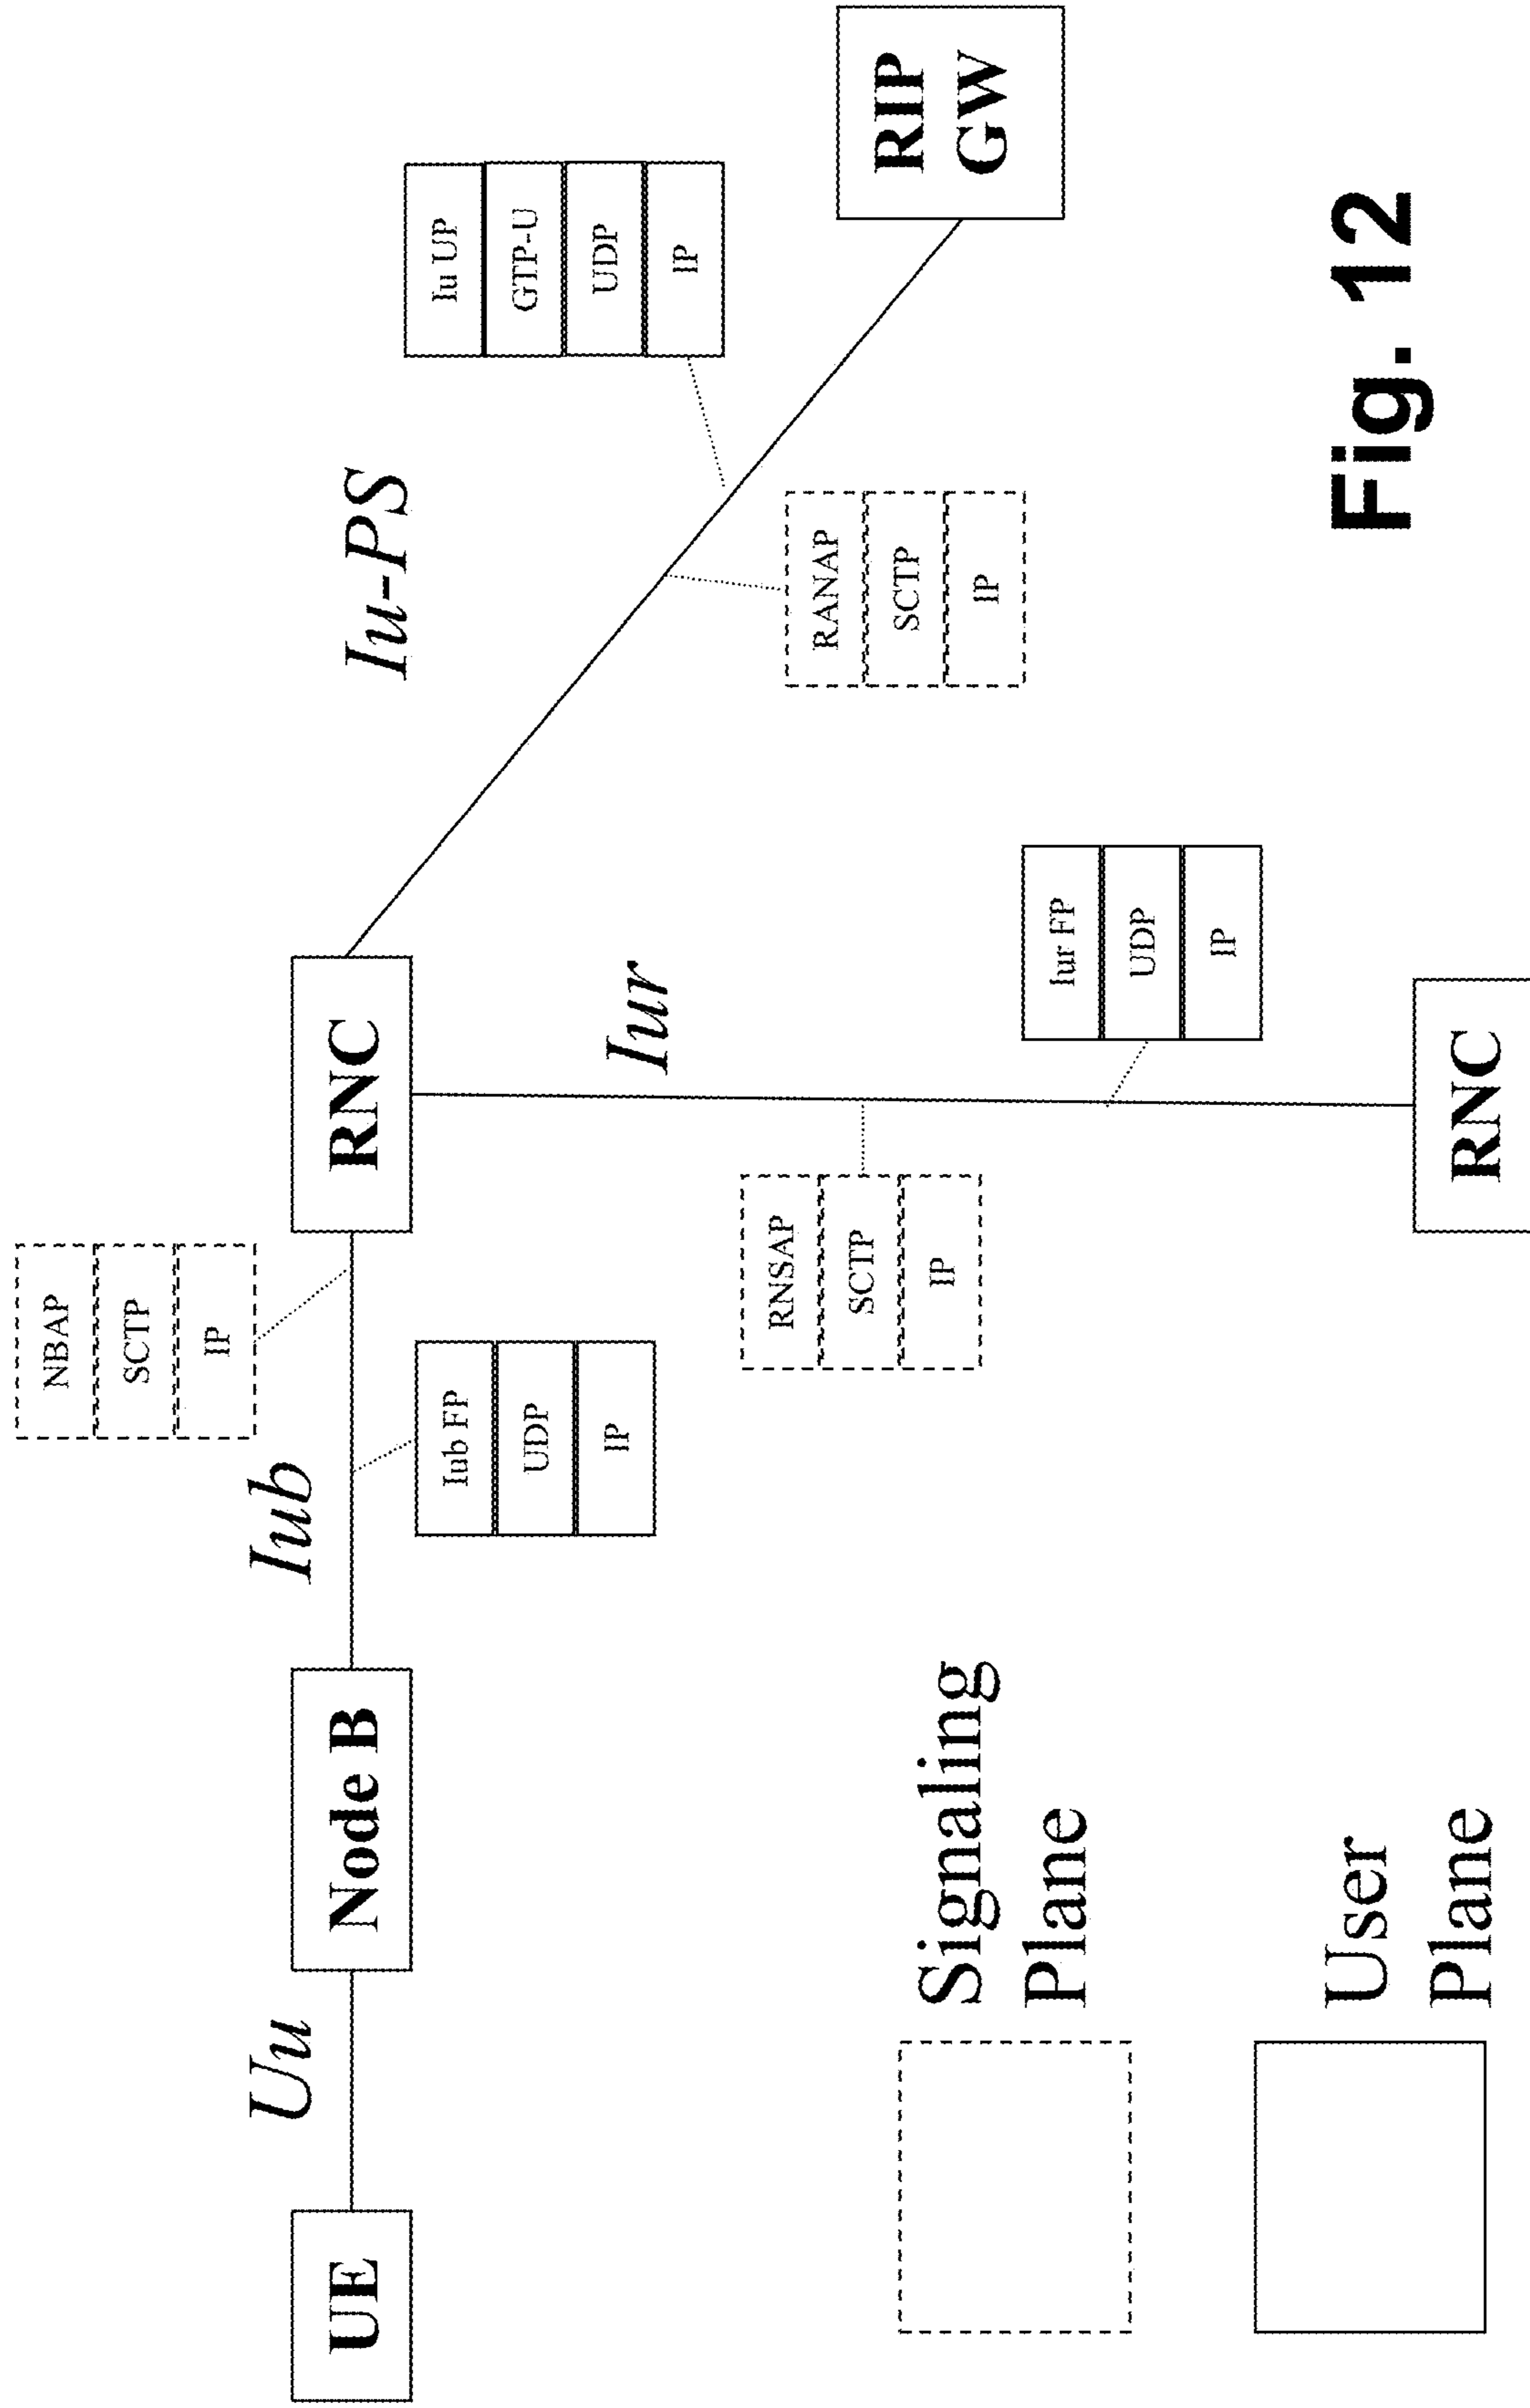 NBAP
SCTP
IP
Uu
Iub
Iu-PS
UE
Node B
RNC
Iub FP
UDP
IP
Iu UP
GTP-U
UDP
IP
Iur
RNSAP
SCTP
IP
RANAP
SCTP
IP
Iur FP
UDP
IP
RIP
GW
Signaling
Plane
User
Plane
RNC
Fig. 12